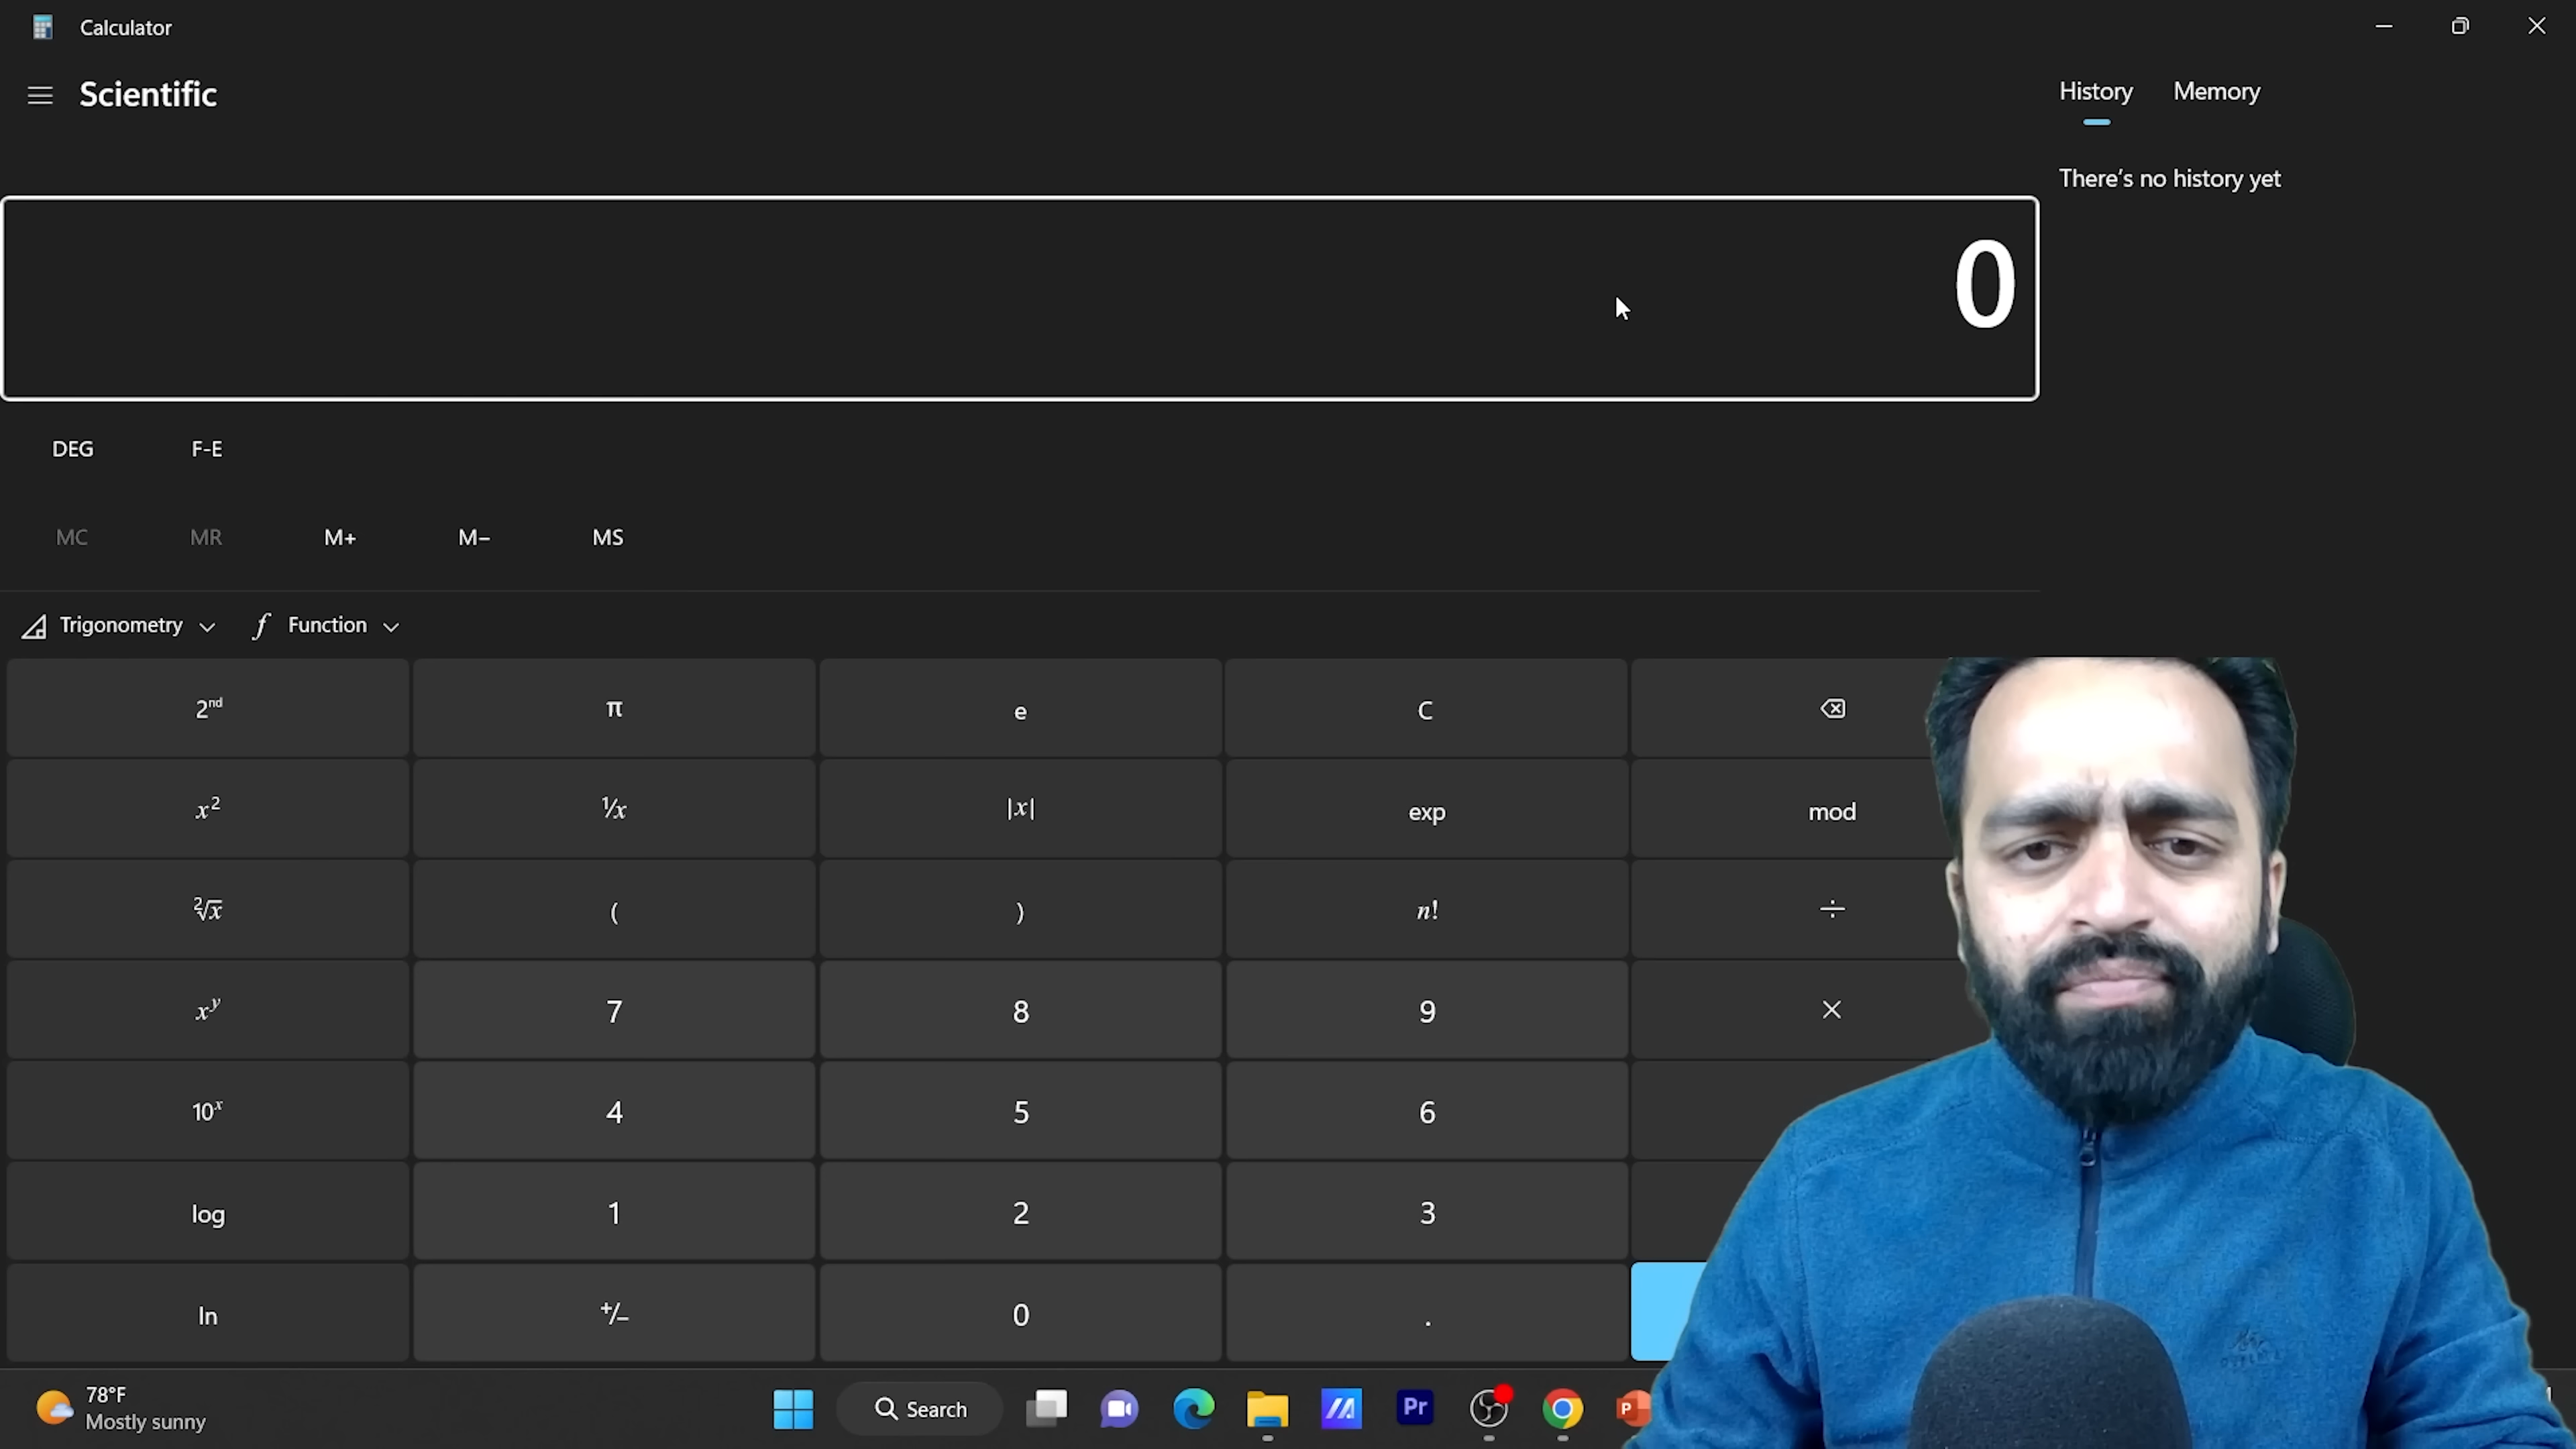 Calculator
Scientific
History Memory
There's no history yet
0
DEG F-E
MC MR M+ M− MS
Trigonometry f Function
2nd π e C
x2 1/x |x| exp mod
2√x ( ) n! ÷
xy 7 8 9 ×
10x 4 5 6
log 1 2 3
ln +/− 0 .
78°F
Mostly sunny
Search
Pr
P